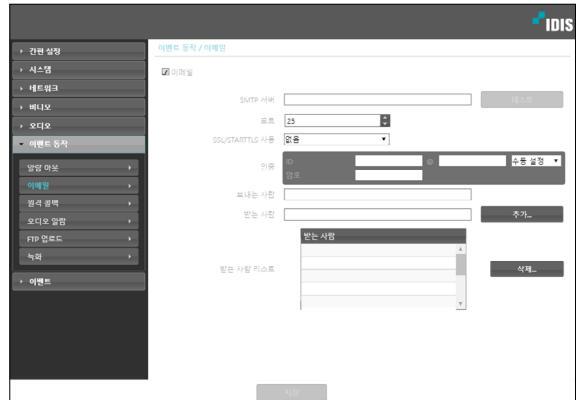 IDIS
간편 설정
시스템
네트워크
비디오
오디오
이벤트 동작
알람 아웃
이메일
원격 콜백
오디오 알람
FTP 업로드
녹화
이벤트
이벤트 동작 / 이메일
이메일
SMTP 서버
테스트
포트 25
SSL/STARTTLS 사용 없음
인증 ID @ 수동 설정
암호
보내는 사람
받는 사람 추가...
받는 사람
받는 사람 리스트 삭제...
저장